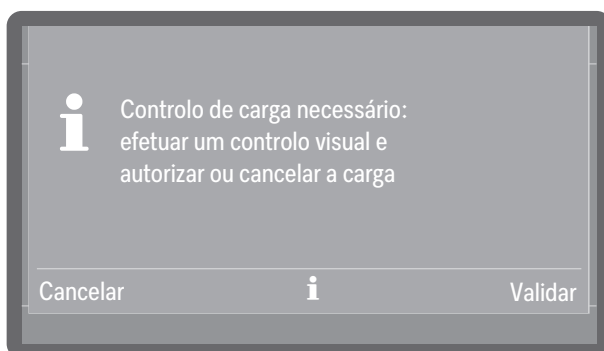 Controlo de carga necessário:
efetuar um controlo visual e
autorizar ou cancelar a carga
Cancelar i Validar